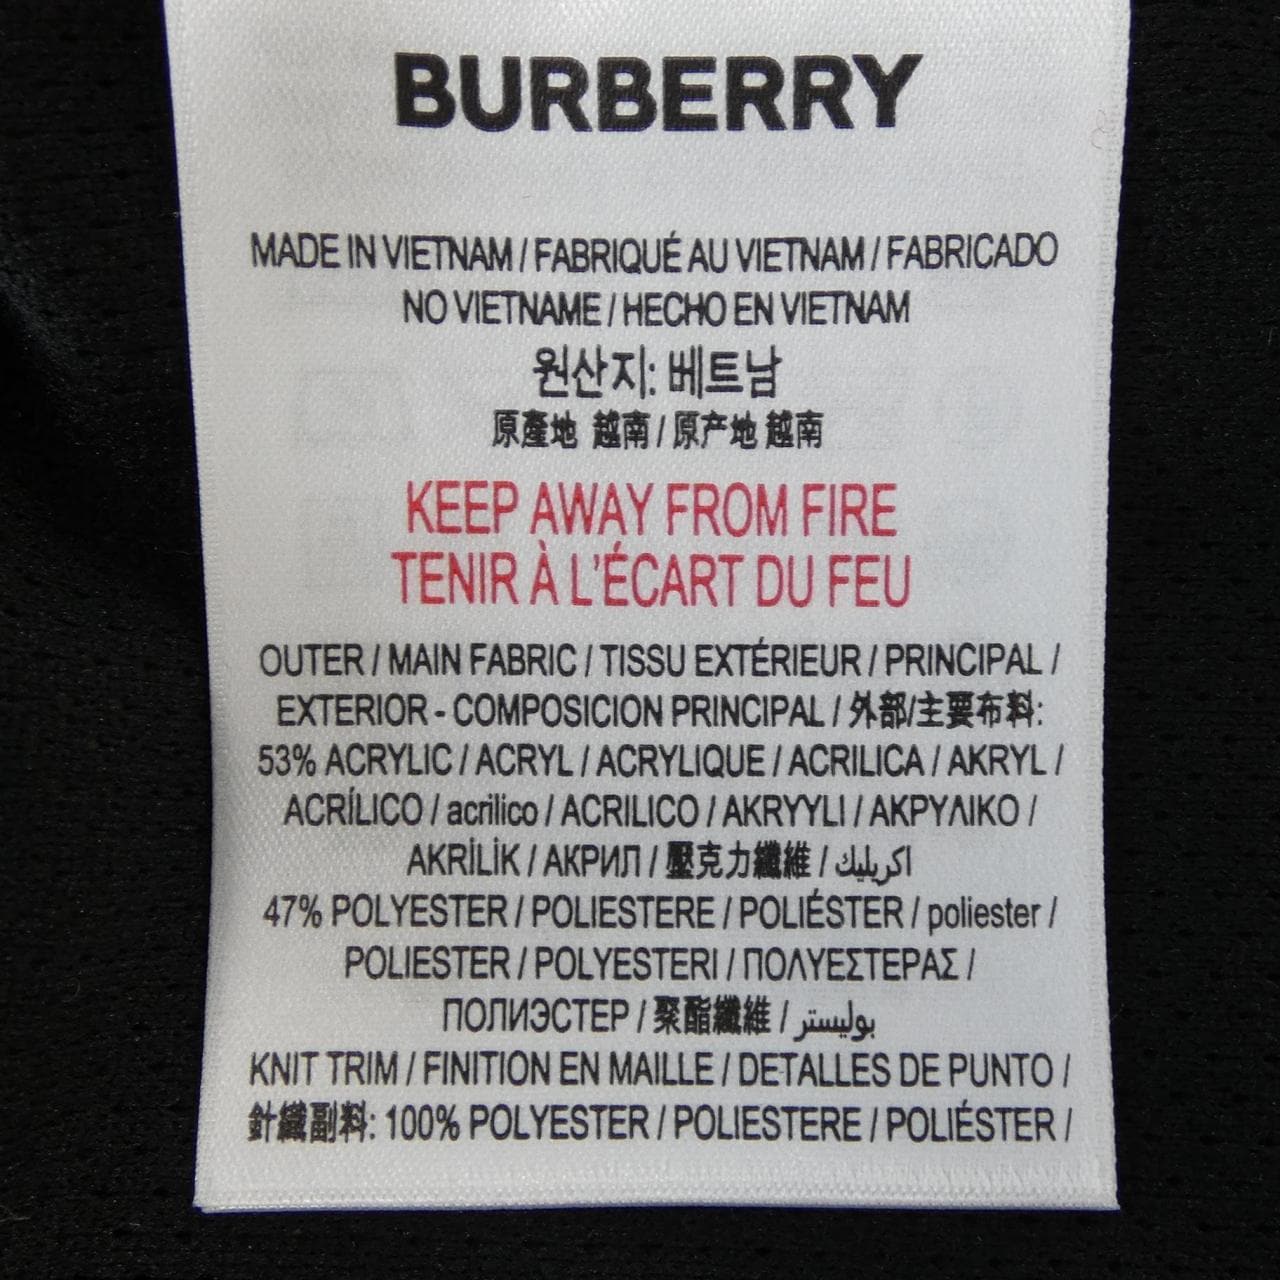 BURBERRY
MADE IN VIETNAM / FABRIQUÉ AU VIETNAM / FABRICADO
NO VIETNAME / HECHO EN VIETNAM
원산지: 베트남
原產地 越南 / 原产地 越南
KEEP AWAY FROM FIRE
TENIR À L'ÉCART DU FEU
OUTER / MAIN FABRIC / TISSU EXTÉRIEUR / PRINCIPAL /
EXTERIOR - COMPOSICION PRINCIPAL / 外部/主要布料:
53% ACRYLIC / ACRYL / ACRYLIQUE / ACRILICA / AKRYL /
ACRÍLICO / acrilico / ACRILICO / AKRYYLI / ΑΚΡΥΛΙΚΟ /
AKRİLİK / АКРИЛ / 壓克力纖維 / اكريليك
47% POLYESTER / POLIESTERE / POLIÉSTER / poliester /
POLIESTER / POLYESTERI / ΠΟΛΥΕΣΤΕΡΑΣ /
ПОЛИЭСТЕР / 聚酯纖維 / بوليستر
KNIT TRIM / FINITION EN MAILLE / DETALLES DE PUNTO /
針織副料: 100% POLYESTER / POLIESTERE / POLIÉSTER /